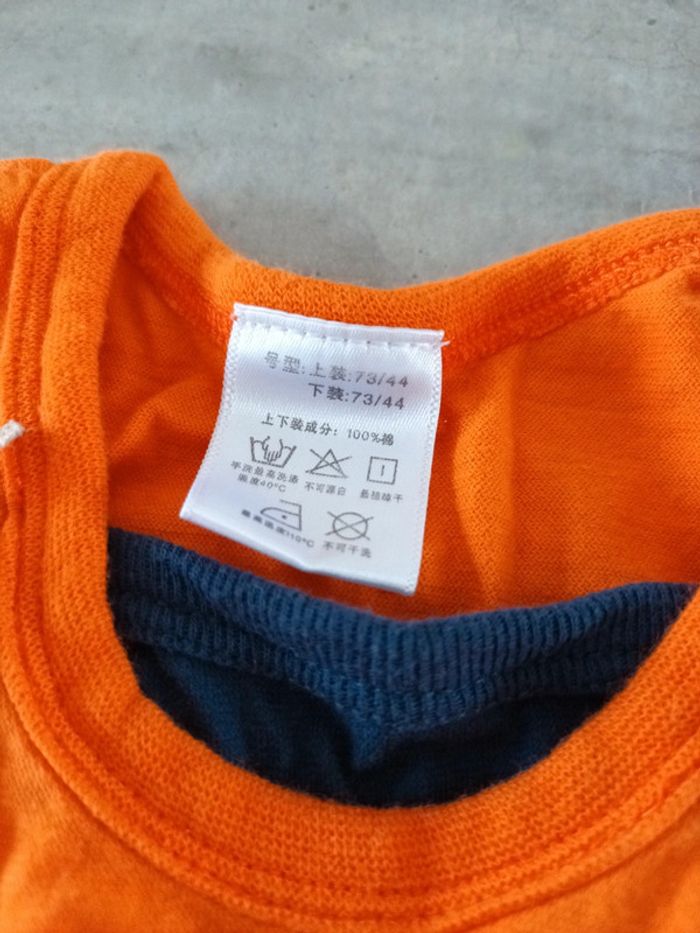 号型:上装:73/44
下装:73/44
上下装成分: 100%棉
手洗最高洗涤 不可漂白 悬挂晾干
温度40°C
最高温度110°C 不可干洗